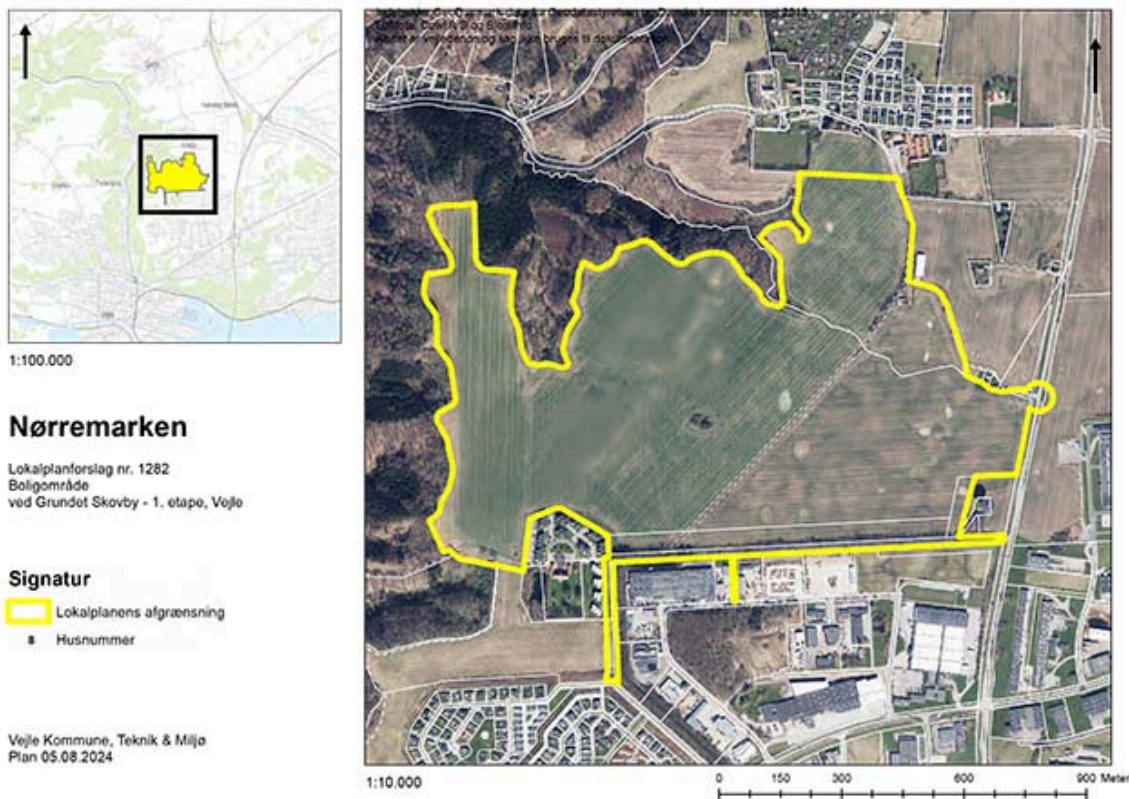 1:100.000
Nørremarken
Lokalplanforslag nr. 1282
Boligområde
ved Grundet Skovby - 1. etape, Vejle
Signatur
Lokalplanens afgrænsning
8 Husnummer
Vejle Kommune, Teknik & Miljø
Plan 05.08.2024
1:10.000
0 150 300 600 900 Meter